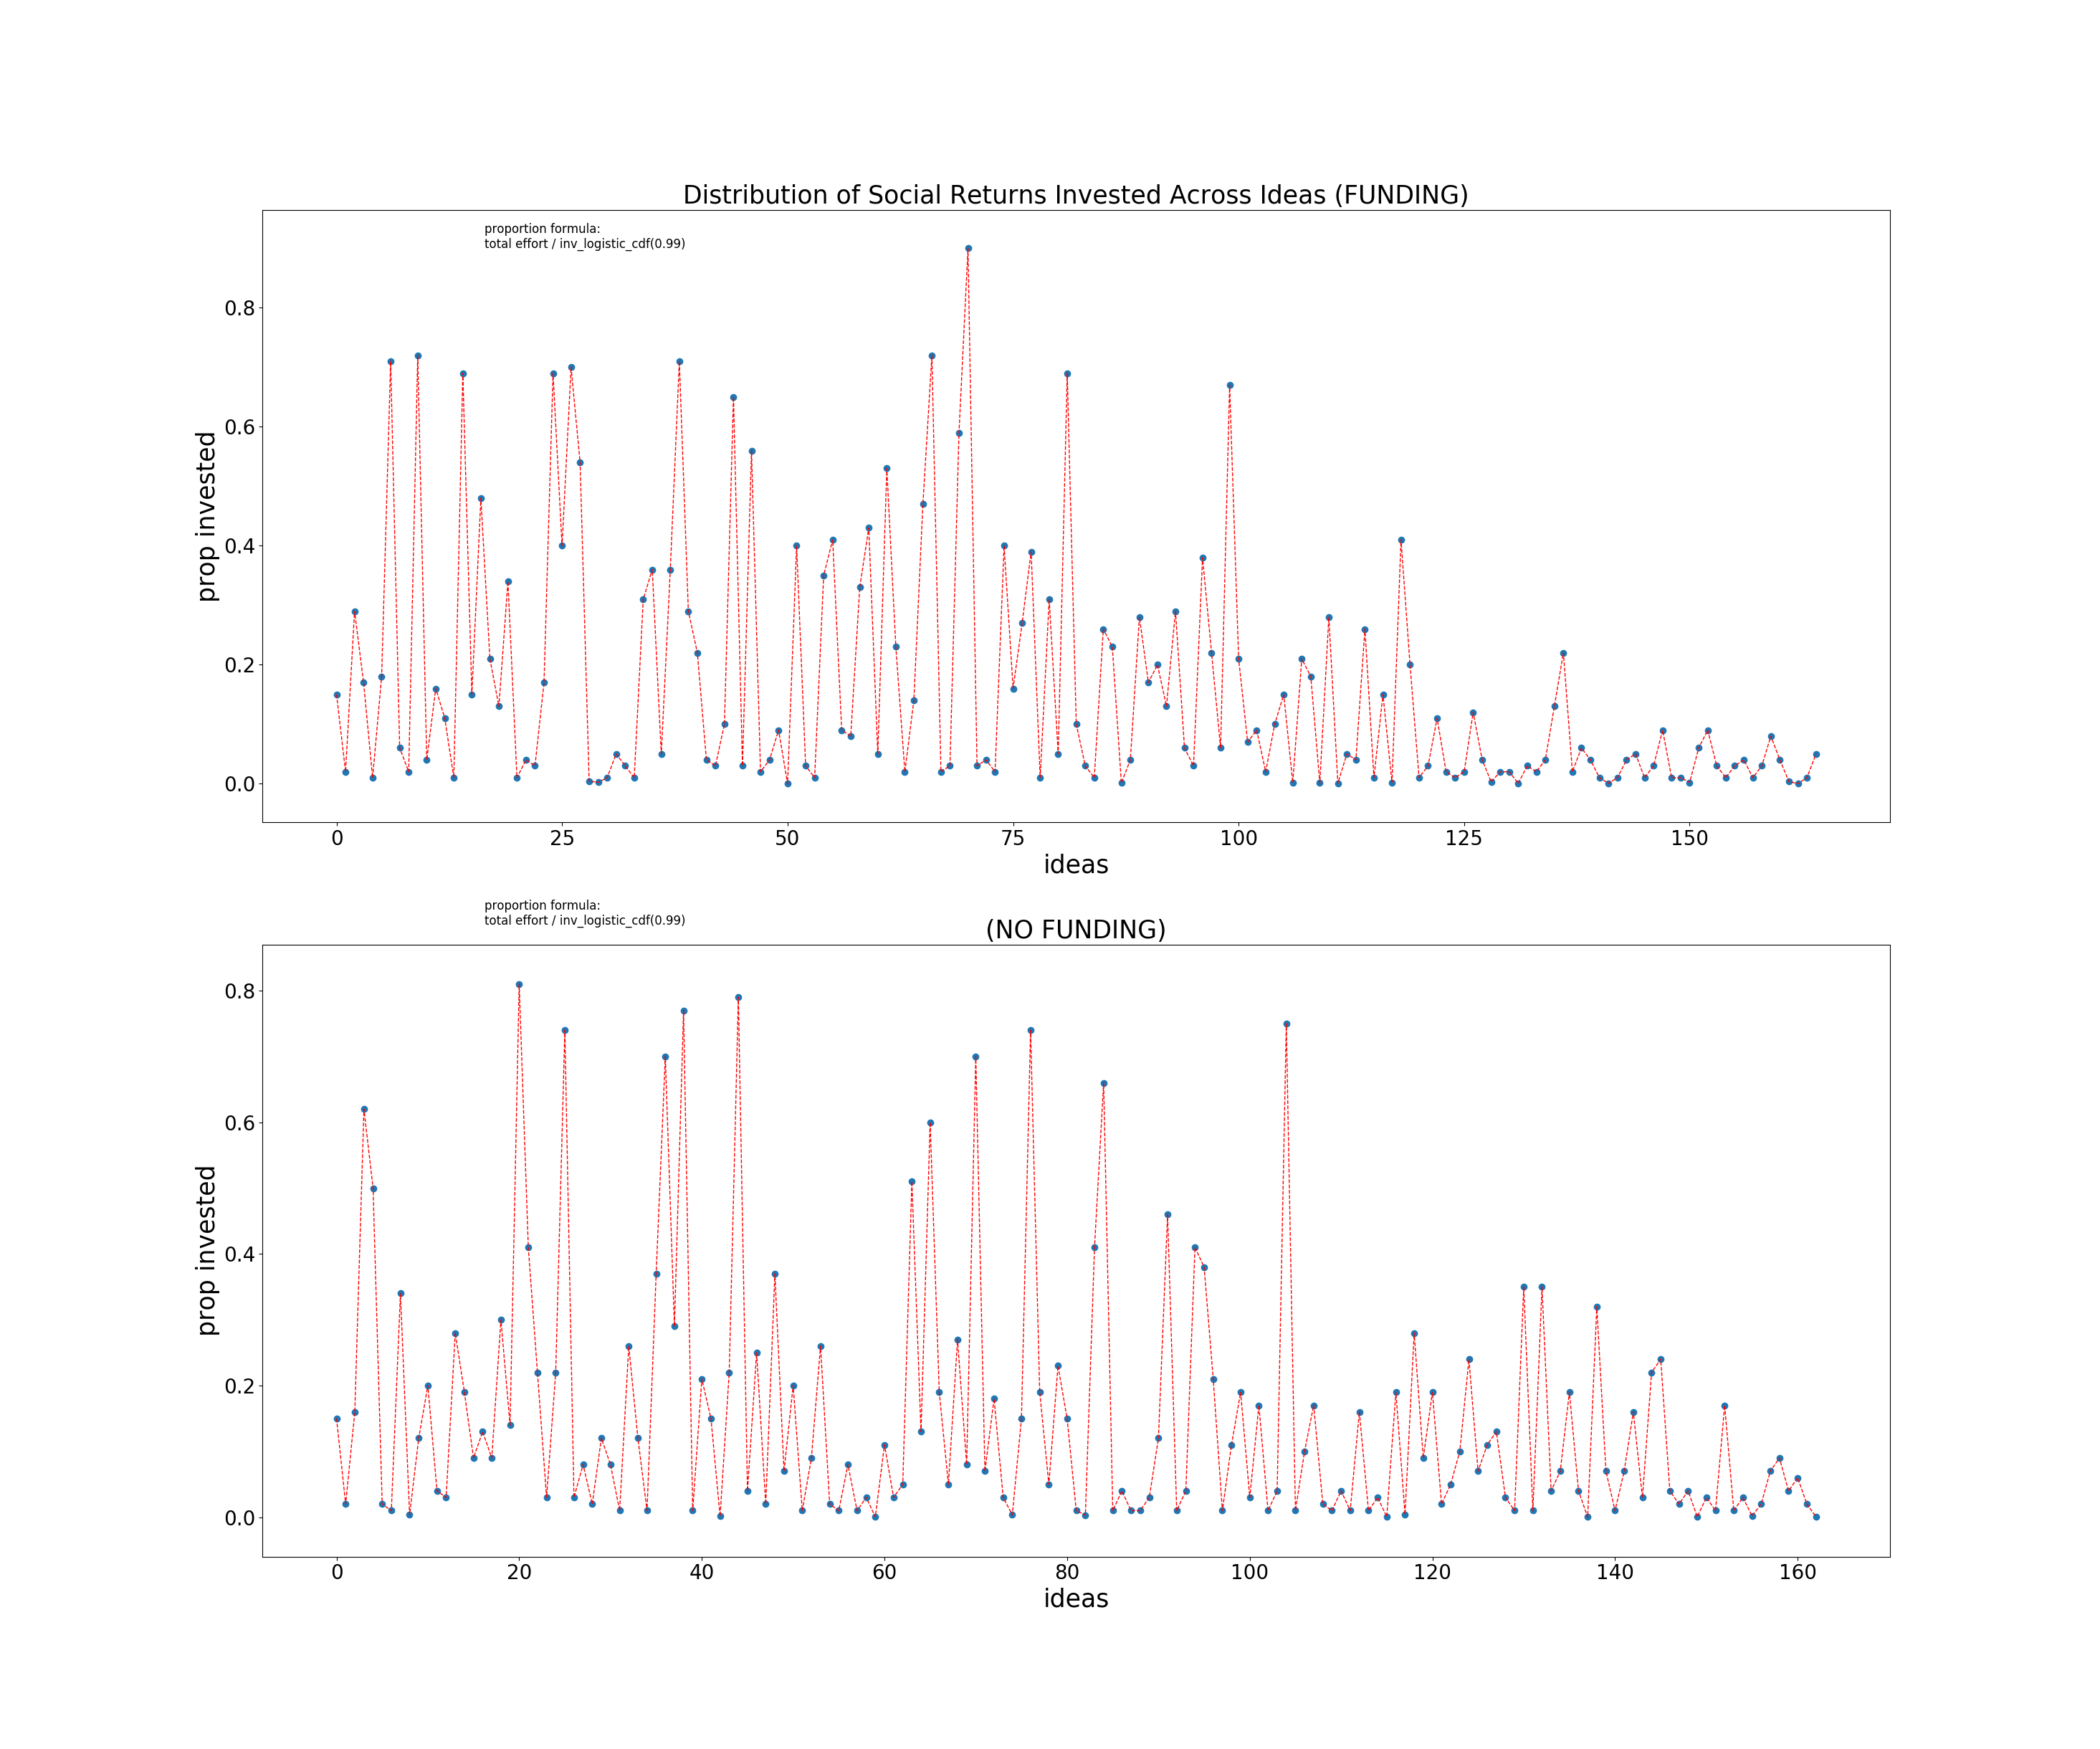 Distribution of Social Returns Invested Across Ideas (FUNDING)
proportion formula:
total effort / inv_logistic_cdf(0.99)
prop invested
0.8
0.6
0.4
0.2
0.0
0 25 50 75 100 125 150
ideas
proportion formula:
total effort / inv_logistic_cdf(0.99)
(NO FUNDING)
prop invested
0.8
0.6
0.4
0.2
0.0
0 20 40 60 80 100 120 140 160
ideas